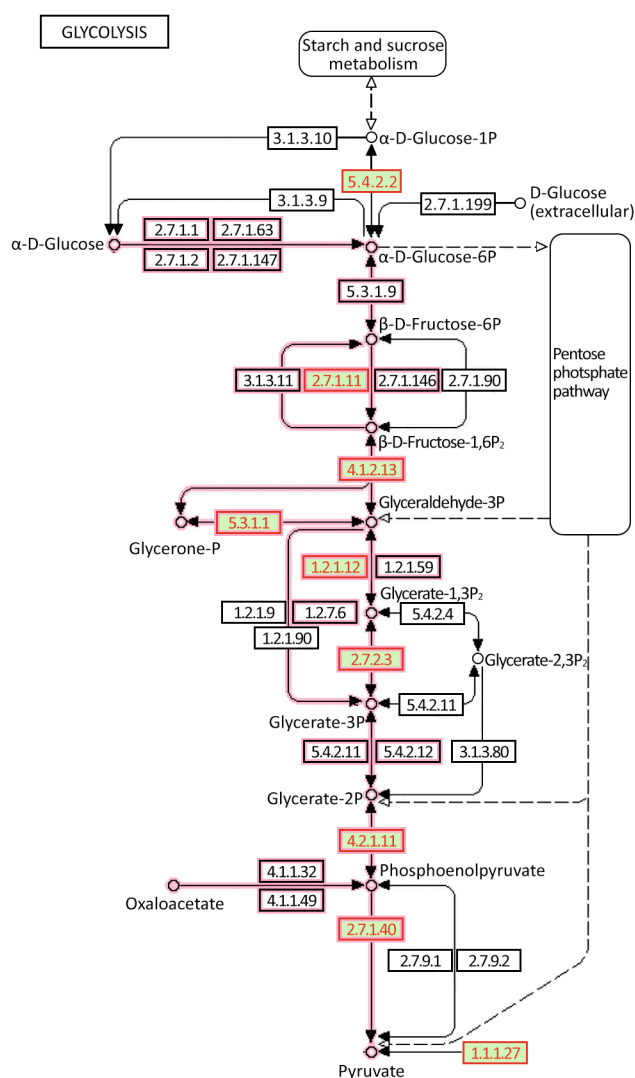 GLYCOLYSIS
Starch and sucrose
metabolism
3.1.3.10
α-D-Glucose-1P
5.4.2.2
3.1.3.9
2.7.1.199
D-Glucose
(extracellular)
2.7.1.1
2.7.1.63
α-D-Glucose
2.7.1.2
2.7.1.147
α-D-Glucose-6P
5.3.1.9
β-D-Fructose-6P
Pentose
photsphate
pathway
3.1.3.11
2.7.1.11
2.7.1.146
2.7.1.90
β-D-Fructose-1,6P2
4.1.2.13
Glyceraldehyde-3P
5.3.1.1
Glycerone-P
1.2.1.12
1.2.1.59
Glycerate-1,3P2
1.2.1.9
1.2.7.6
5.4.2.4
1.2.1.90
2.7.2.3
Glycerate-2,3P2
5.4.2.11
Glycerate-3P
5.4.2.11
5.4.2.12
3.1.3.80
Glycerate-2P
4.2.1.11
4.1.1.32
Phosphoenolpyruvate
Oxaloacetate
4.1.1.49
2.7.1.40
2.7.9.1
2.7.9.2
1.1.1.27
Pyruvate